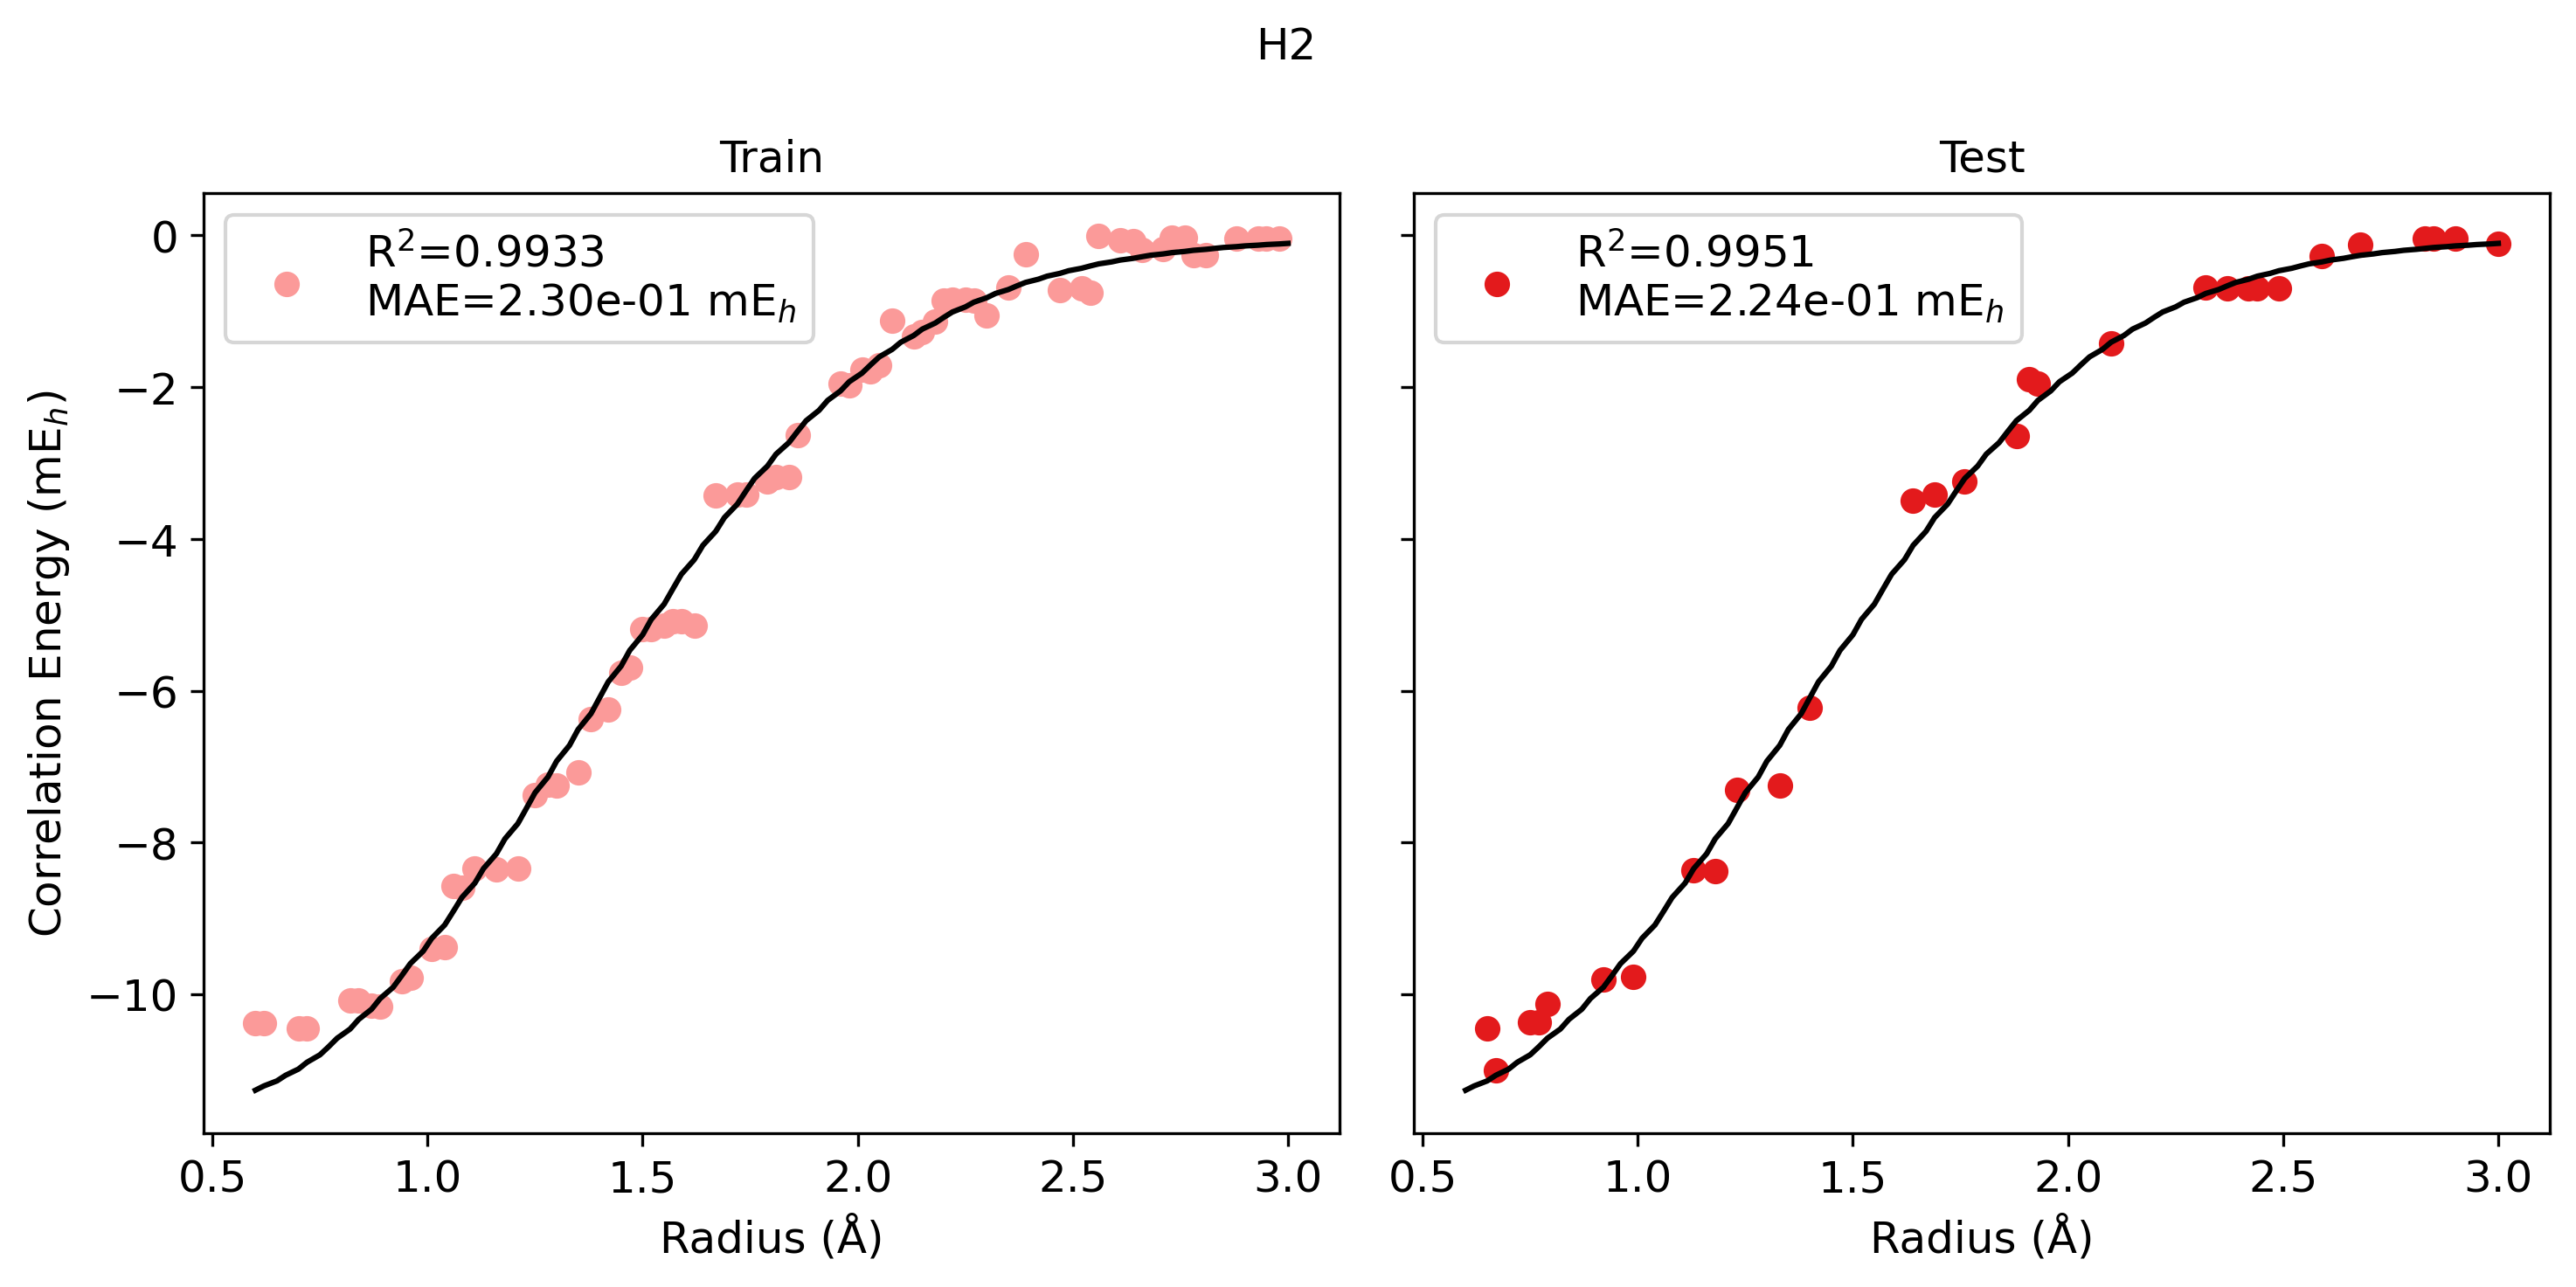 H2
Train
Test
R²=0.9933
MAE=2.30e-01 mEₕ
R²=0.9951
MAE=2.24e-01 mEₕ
Correlation Energy (mEₕ)
0
−2
−4
−6
−8
−10
0.5 1.0 1.5 2.0 2.5 3.0
0.5 1.0 1.5 2.0 2.5 3.0
Radius (Å)
Radius (Å)